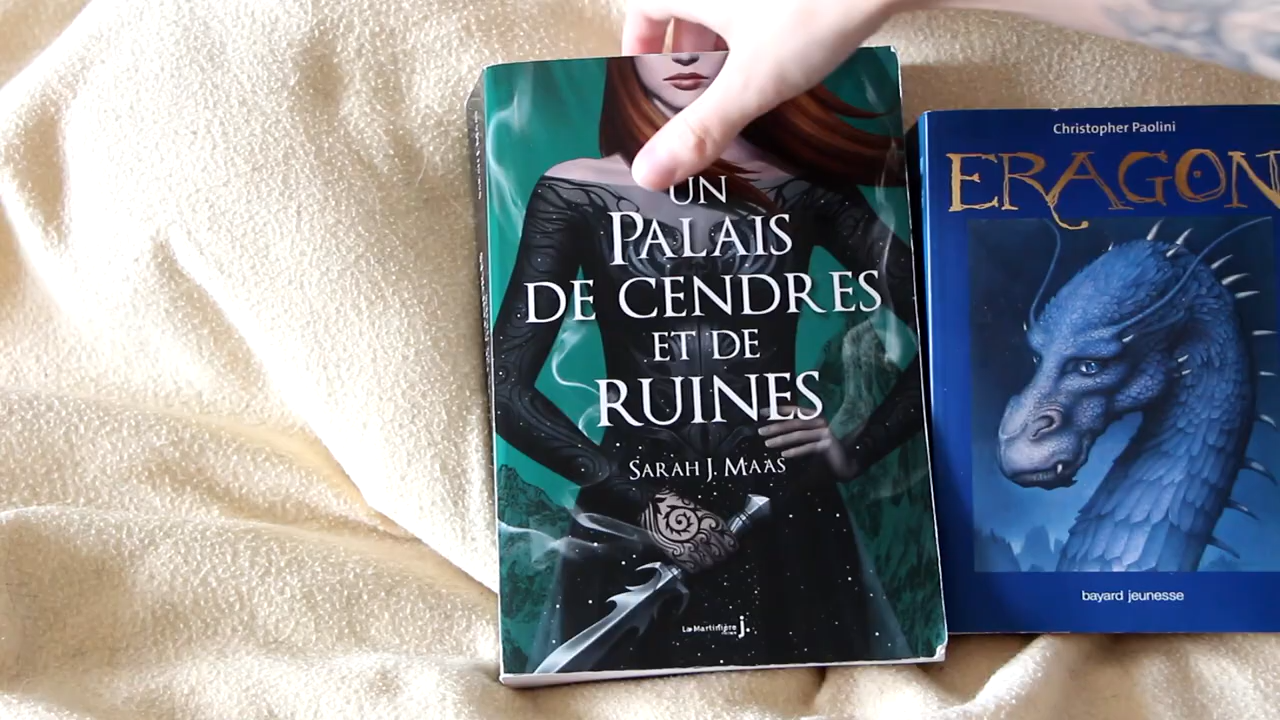 UN
PALAIS
DE CENDRES
ET DE
RUINES
SARAH J. MAAS
La Martinière j.
Christopher Paolini
ERAGON
bayard jeunesse